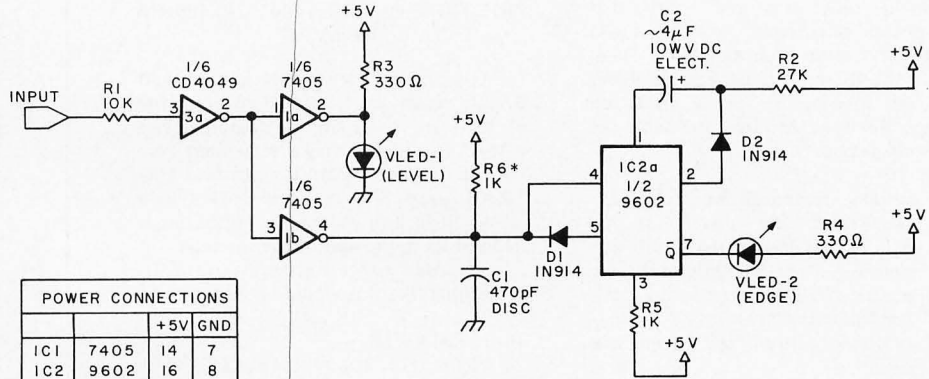 INPUT
R1
10K
1/6
CD4049
3
3a
2
1/6
7405
1
1a
2
+5V
R3
330Ω
VLED-1
(LEVEL)
1/6
7405
3
1b
4
+5V
R6*
1K
C1
470pF
DISC
D1
1N914
C2
~4μF
10WV DC
ELECT.
+
R2
27K
+5V
D2
1N914
1
4
5
IC2a
1/2
9602
2
Q̅ 7
3
VLED-2
(EDGE)
R4
330Ω
+5V
R5
1K
+5V
POWER CONNECTIONS
+5V GND
IC1 7405 14 7
IC2 9602 16 8